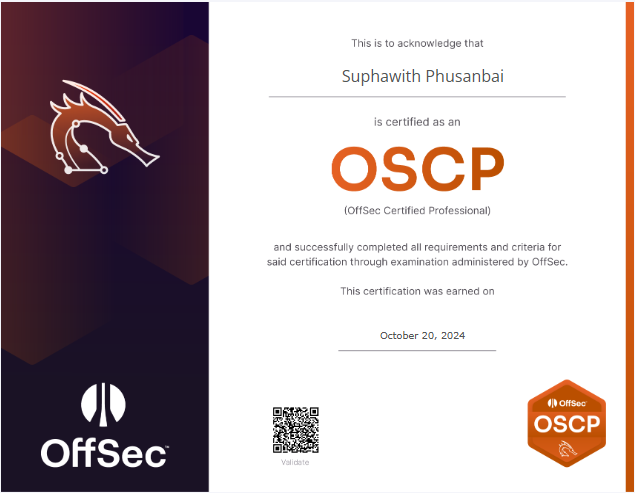 This is to acknowledge that
Suphawith Phusanbai
is certified as an
OSCP
(OffSec Certified Professional)
and successfully completed all requirements and criteria for
said certification through examination administered by OffSec.
This certification was earned on
October 20, 2024
Validate
OffSec™
OffSec
OSCP